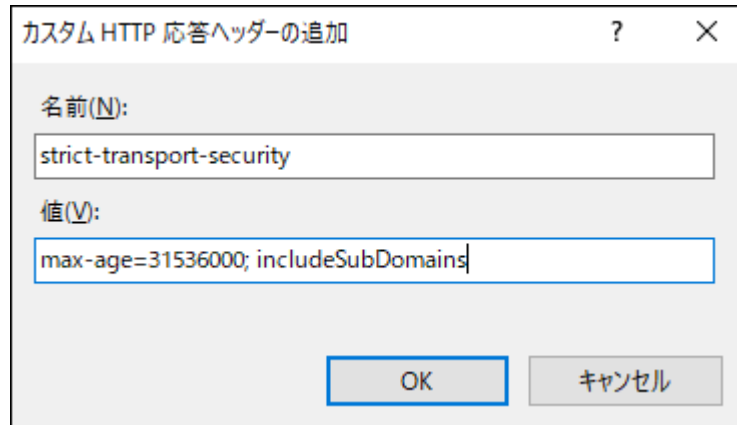 カスタム HTTP 応答ヘッダーの追加 ? ×
名前(N):
strict-transport-security
値(V):
max-age=31536000; includeSubDomains
OK キャンセル